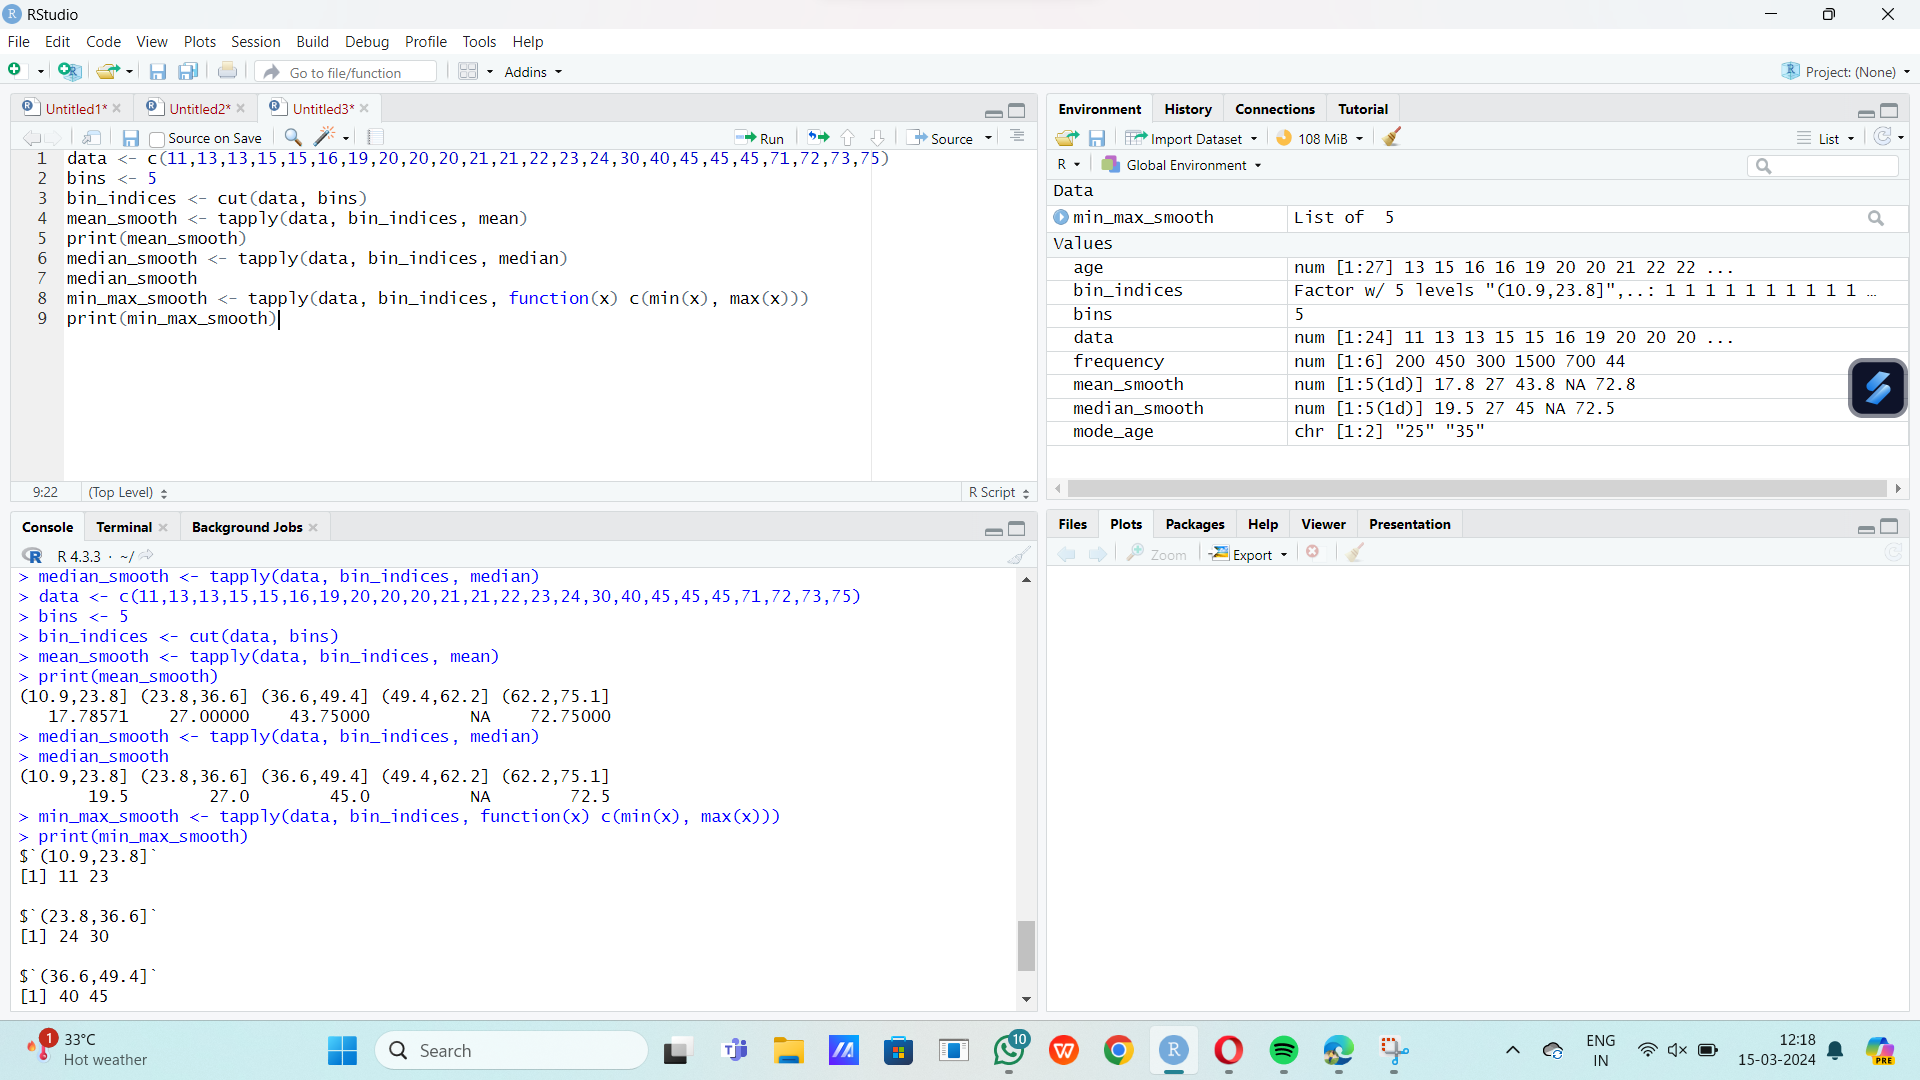 RStudio
File Edit Code View Plots Session Build Debug Profile Tools Help
Go to file/function Addins Project: (None)
Untitled1* Untitled2* Untitled3*
Source on Save Run Source
1 data <- c(11,13,13,15,15,16,19,20,20,20,21,21,22,23,24,30,40,45,45,45,71,72,73,75)
2 bins <- 5
3 bin_indices <- cut(data, bins)
4 mean_smooth <- tapply(data, bin_indices, mean)
5 print(mean_smooth)
6 median_smooth <- tapply(data, bin_indices, median)
7 median_smooth
8 min_max_smooth <- tapply(data, bin_indices, function(x) c(min(x), max(x)))
9 print(min_max_smooth)
9:22 (Top Level) R Script
Console Terminal Background Jobs
R 4.3.3 · ~/
> median_smooth <- tapply(data, bin_indices, median)
> data <- c(11,13,13,15,15,16,19,20,20,20,21,21,22,23,24,30,40,45,45,45,71,72,73,75)
> bins <- 5
> bin_indices <- cut(data, bins)
> mean_smooth <- tapply(data, bin_indices, mean)
> print(mean_smooth)
(10.9,23.8] (23.8,36.6] (36.6,49.4] (49.4,62.2] (62.2,75.1]
17.78571 27.00000 43.75000 NA 72.75000
> median_smooth <- tapply(data, bin_indices, median)
> median_smooth
(10.9,23.8] (23.8,36.6] (36.6,49.4] (49.4,62.2] (62.2,75.1]
19.5 27.0 45.0 NA 72.5
> min_max_smooth <- tapply(data, bin_indices, function(x) c(min(x), max(x)))
> print(min_max_smooth)
$`(10.9,23.8]`
[1] 11 23
$`(23.8,36.6]`
[1] 24 30
$`(36.6,49.4]`
[1] 40 45
Environment History Connections Tutorial
Import Dataset 108 MiB List
R Global Environment
Data
min_max_smooth List of 5
Values
age num [1:27] 13 15 16 16 19 20 20 21 22 22 ...
bin_indices Factor w/ 5 levels "(10.9,23.8]",..: 1 1 1 1 1 1 1 1 1 1 …
bins 5
data num [1:24] 11 13 13 15 15 16 19 20 20 20 ...
frequency num [1:6] 200 450 300 1500 700 44
mean_smooth num [1:5(1d)] 17.8 27 43.8 NA 72.8
median_smooth num [1:5(1d)] 19.5 27 45 NA 72.5
mode_age chr [1:2] "25" "35"
Files Plots Packages Help Viewer Presentation
Zoom Export
1 33°C
Hot weather
Search
10
ENG
IN
12:18
15-03-2024
PRE